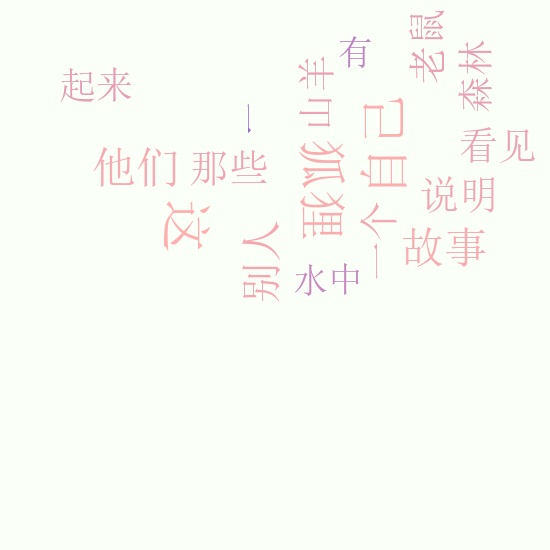 有
老鼠
森林
起来
山羊
一
看见
他们
那些
狐狸
自己
说明
这
一个
别人
故事
水中